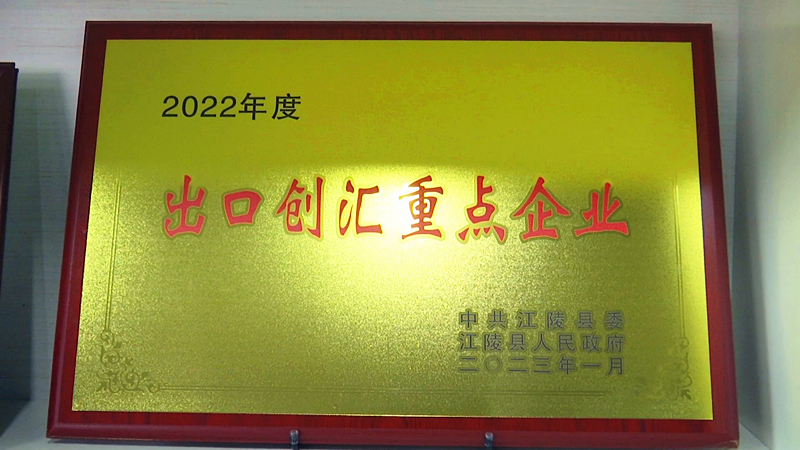 2022年度
出口创汇重点企业
中共江陵县委
江陵县人民政府
二〇二三年一月